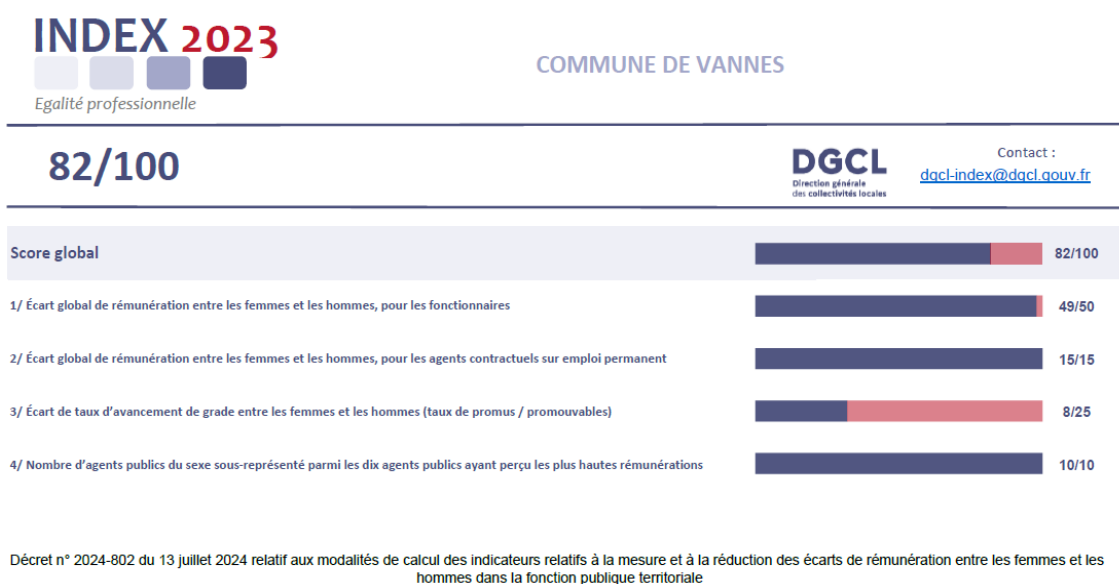 INDEX 2023
Egalité professionnelle
COMMUNE DE VANNES
82/100
DGCL
Direction générale
des collectivités locales
Contact :
dgcl-index@dgcl.gouv.fr
Score global 82/100
1/ Écart global de rémunération entre les femmes et les hommes, pour les fonctionnaires 49/50
2/ Écart global de rémunération entre les femmes et les hommes, pour les agents contractuels sur emploi permanent 15/15
3/ Écart de taux d'avancement de grade entre les femmes et les hommes (taux de promus / promouvables) 8/25
4/ Nombre d'agents publics du sexe sous-représenté parmi les dix agents publics ayant perçu les plus hautes rémunérations 10/10
Décret n° 2024-802 du 13 juillet 2024 relatif aux modalités de calcul des indicateurs relatifs à la mesure et à la réduction des écarts de rémunération entre les femmes et les
hommes dans la fonction publique territoriale